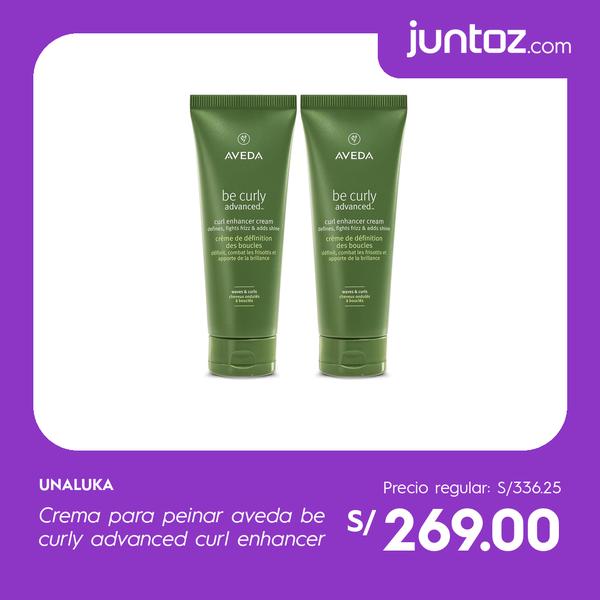 juntoz.com
AVEDA
be curly
advanced™
curl enhancer cream
defines, fights frizz & adds shine
crème de définition
des boucles
définit, combat les frisottis et
apporte de la brillance
waves & curls
cheveux ondulés
& bouclés
AVEDA
be curly
advanced™
curl enhancer cream
defines, fights frizz & adds shine
crème de définition
des boucles
définit, combat les frisottis et
apporte de la brillance
waves & curls
cheveux ondulés
& bouclés
UNALUKA
Crema para peinar aveda be
curly advanced curl enhancer
Precio regular: S/336.25
S/ 269.00